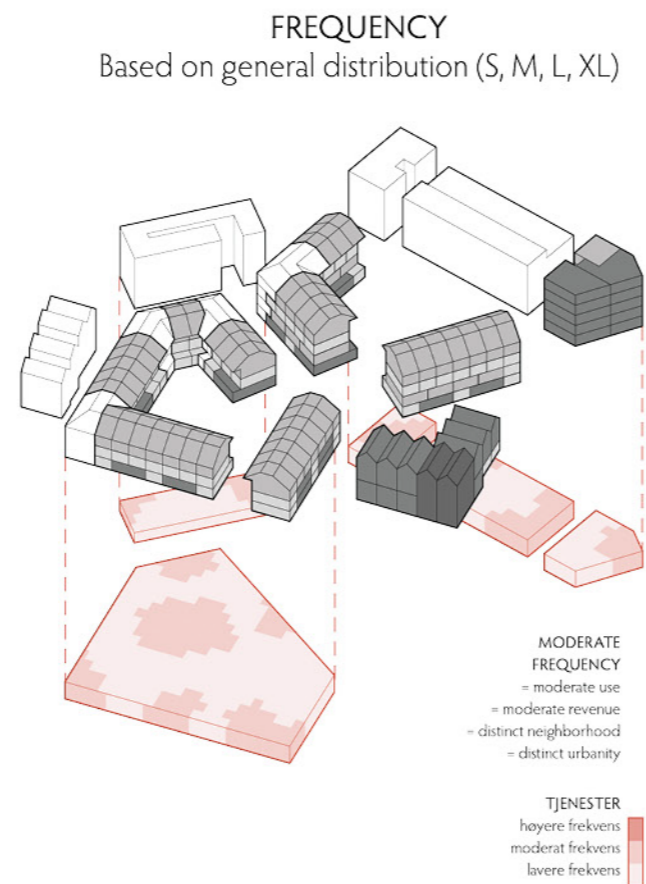 FREQUENCY
Based on general distribution (S, M, L, XL)
MODERATE
FREQUENCY
= moderate use
= moderate revenue
= distinct neighborhood
= distinct urbanity
TJENESTER
høyere frekvens
moderat frekvens
lavere frekvens